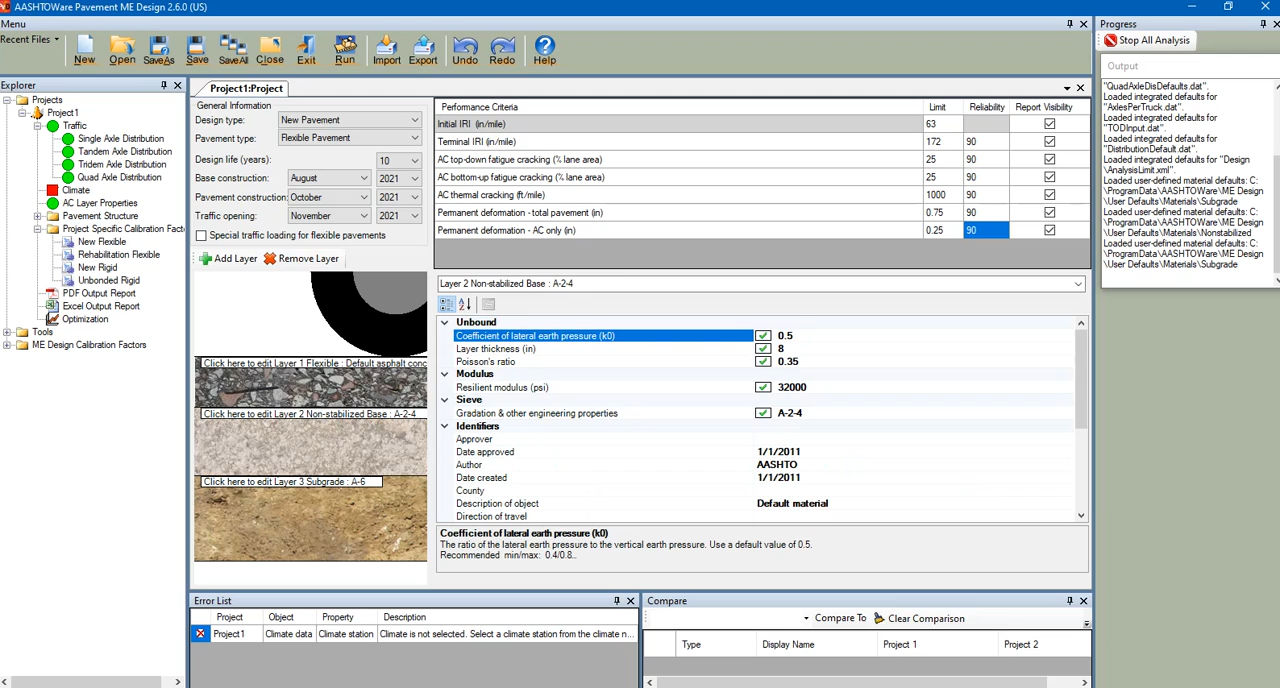 AASHTOWare Pavement ME Design 2.6.0 (US)
Menu
Recent Files
New
Open
SaveAs
Save
SaveAll
Close
Exit
Run
Import
Export
Undo
Redo
Help
Explorer
Projects
Project1
Traffic
Single Axle Distribution
Tandem Axle Distribution
Tridem Axle Distribution
Quad Axle Distribution
Climate
AC Layer Properties
Pavement Structure
Project Specific Calibration Fact
New Flexible
Rehabilitation Flexible
New Rigid
Unbonded Rigid
PDF Output Report
Excel Output Report
Optimization
Tools
ME Design Calibration Factors
Project1:Project
General Information
Design type: New Pavement
Pavement type: Flexible Pavement
Design life (years): 10
Base construction: August 2021
Pavement construction: October 2021
Traffic opening: November 2021
Special traffic loading for flexible pavements
Add Layer Remove Layer
Click here to edit Layer 1 Flexible : Default asphalt conc
Click here to edit Layer 2 Non-stabilized Base : A-2-4
Click here to edit Layer 3 Subgrade : A-6
Performance Criteria Limit Reliability Report Visibility
Initial IRI (in/mile) 63
Terminal IRI (in/mile) 172 90
AC top-down fatigue cracking (% lane area) 25 90
AC bottom-up fatigue cracking (% lane area) 25 90
AC thermal cracking (ft/mile) 1000 90
Permanent deformation - total pavement (in) 0.75 90
Permanent deformation - AC only (in) 0.25 90
Layer 2 Non-stabilized Base : A-2-4
Unbound
Coefficient of lateral earth pressure (k0) 0.5
Layer thickness (in) 8
Poisson's ratio 0.35
Modulus
Resilient modulus (psi) 32000
Sieve
Gradation & other engineering properties A-2-4
Identifiers
Approver
Date approved 1/1/2011
Author AASHTO
Date created 1/1/2011
County
Description of object Default material
Direction of travel
Coefficient of lateral earth pressure (k0)
The ratio of the lateral earth pressure to the vertical earth pressure. Use a default value of 0.5.
Recommended min/max: 0.4/0.8..
Error List
Project Object Property Description
Project1 Climate data Climate station Climate is not selected. Select a climate station from the climate n...
Compare
Compare To Clear Comparison
Type Display Name Project 1 Project 2
Progress
Stop All Analysis
Output
"QuadAxleDisDefaults.dat".
Loaded integrated defaults for
"AxlesPerTruck.dat".
Loaded integrated defaults for
"TODInput.dat".
Loaded integrated defaults for
"DistributionDefault.dat".
Loaded integrated defaults for "Design
\AnalysisLimit.xml".
Loaded user-defined material defaults: C:
\ProgramData\AASHTOWare\ME Design
\User Defaults\Materials\Subgrade
Loaded user-defined material defaults: C:
\ProgramData\AASHTOWare\ME Design
\User Defaults\Materials\Nonstabilized
Loaded user-defined material defaults: C:
\ProgramData\AASHTOWare\ME Design
\User Defaults\Materials\Subgrade